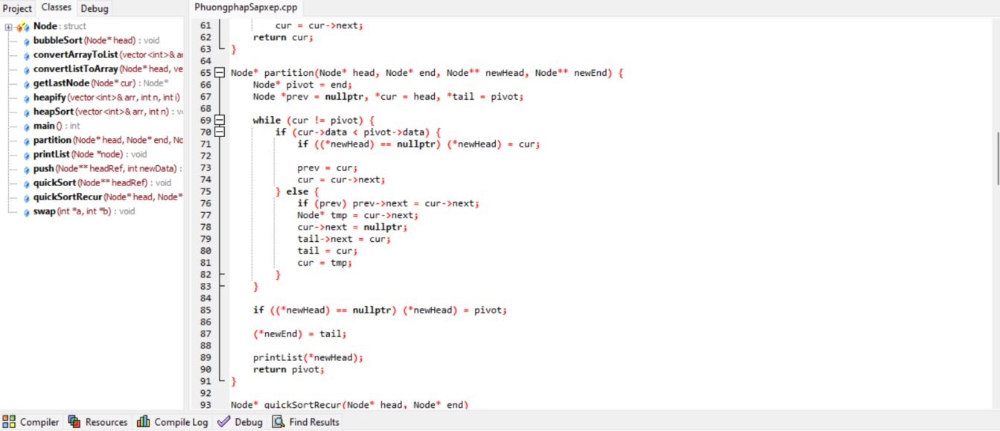 Project Classes Debug
Node : struct
bubbleSort (Node* head) : void
convertArrayToList (vector<int>& ar
convertListToArray (Node* head, ve
getLastNode (Node* cur) : Node*
heapify (vector<int>& arr, int n, int i)
heapSort (vector<int>& arr, int n) : v
main () : int
partition (Node* head, Node* end, No
printList (Node *node) : void
push (Node** headRef, int newData) :
quickSort (Node** headRef) : void
quickSortRecur (Node* head, Node*
swap (int *a, int *b) : void
PhuongphapSapxep.cpp
61 cur = cur->next;
62 return cur;
63 }
64
65 Node* partition(Node* head, Node* end, Node** newHead, Node** newEnd) {
66 Node* pivot = end;
67 Node *prev = nullptr, *cur = head, *tail = pivot;
68
69 while (cur != pivot) {
70 if (cur->data < pivot->data) {
71 if ((*newHead) == nullptr) (*newHead) = cur;
72
73 prev = cur;
74 cur = cur->next;
75 } else {
76 if (prev) prev->next = cur->next;
77 Node* tmp = cur->next;
78 cur->next = nullptr;
79 tail->next = cur;
80 tail = cur;
81 cur = tmp;
82 }
83 }
84
85 if ((*newHead) == nullptr) (*newHead) = pivot;
86
87 (*newEnd) = tail;
88
89 printList(*newHead);
90 return pivot;
91 }
92
93 Node* quickSortRecur(Node* head, Node* end)
Compiler Resources Compile Log Debug Find Results